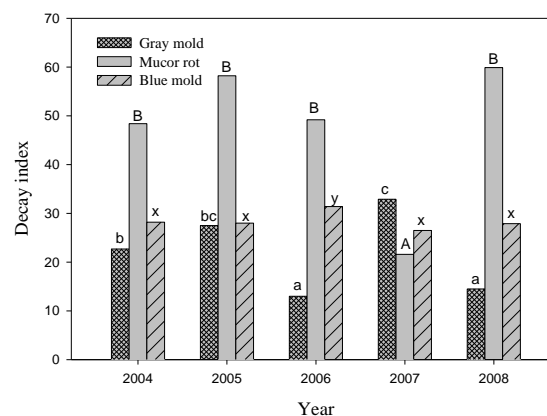 70
60
50
40
30
20
10
0
Decay index
Gray mold
Mucor rot
Blue mold
b B x
bc B x
a B y
c A x
a B x
2004 2005 2006 2007 2008
Year